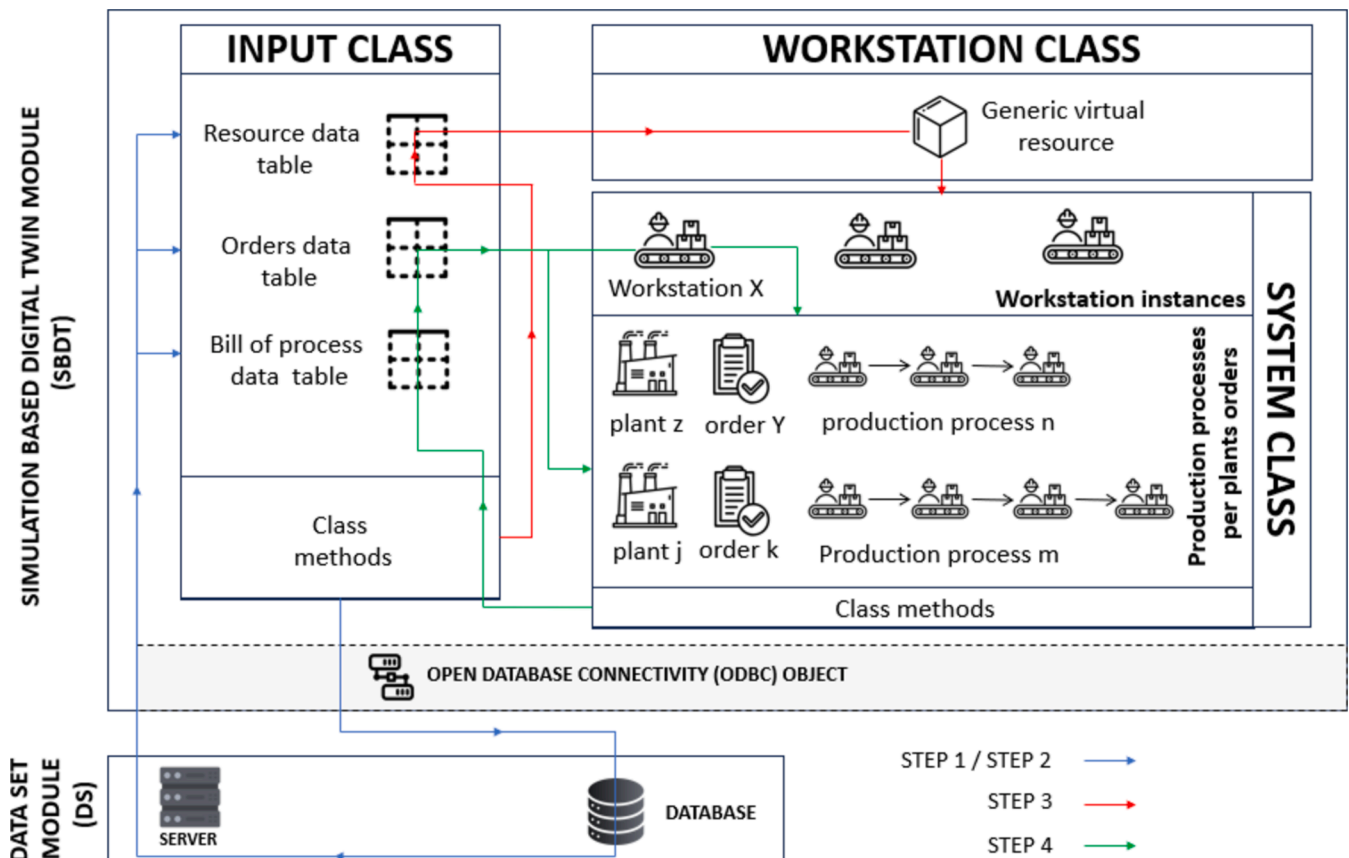 SIMULATION BASED DIGITAL TWIN MODULE
(SBDT)
INPUT CLASS
Resource data
table
Orders data
table
Bill of process
data table
Class
methods
WORKSTATION CLASS
Generic virtual
resource
Workstation X
Workstation instances
plant z
order Y
production process n
plant j
order k
Production process m
Production processes
per plants orders
SYSTEM CLASS
Class methods
OPEN DATABASE CONNECTIVITY (ODBC) OBJECT
DATA SET
MODULE
(DS)
SERVER
DATABASE
STEP 1 / STEP 2
STEP 3
STEP 4